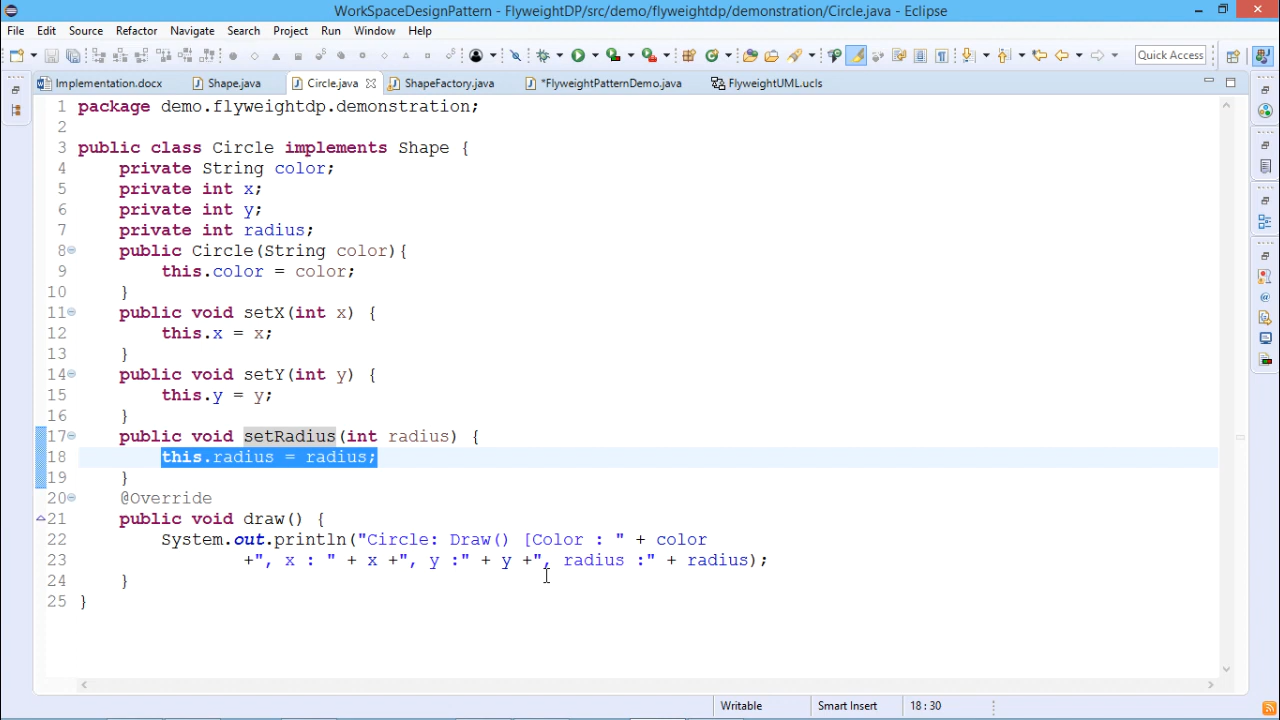 WorkSpaceDesignPattern - FlyweightDP/src/demo/flyweightdp/demonstration/Circle.java - Eclipse
File Edit Source Refactor Navigate Search Project Run Window Help
Quick Access
Implementation.docx Shape.java Circle.java ShapeFactory.java *FlyweightPatternDemo.java FlyweightUML.ucls
1 package demo.flyweightdp.demonstration;
2
3 public class Circle implements Shape {
4 private String color;
5 private int x;
6 private int y;
7 private int radius;
8 public Circle(String color){
9 this.color = color;
10 }
11 public void setX(int x) {
12 this.x = x;
13 }
14 public void setY(int y) {
15 this.y = y;
16 }
17 public void setRadius(int radius) {
18 this.radius = radius;
19 }
20 @Override
21 public void draw() {
22 System.out.println("Circle: Draw() [Color : " + color
23 +", x : " + x +", y :" + y +", radius :" + radius);
24 }
25 }
Writable Smart Insert 18 : 30